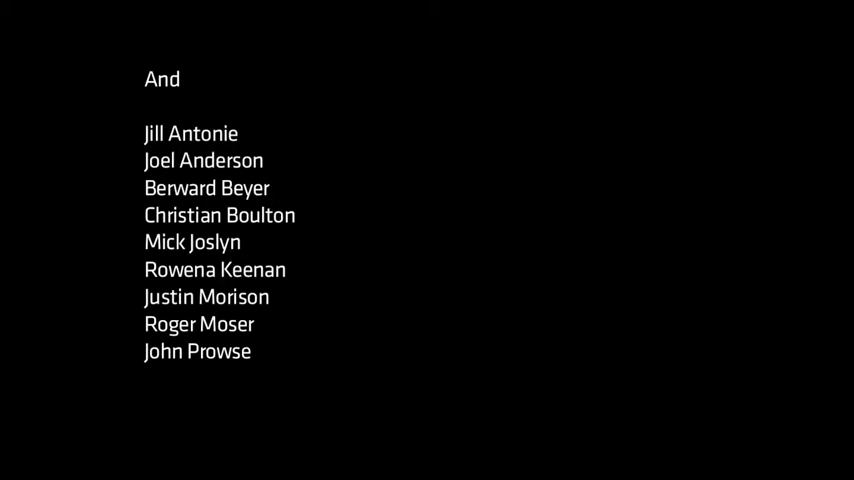 And
Jill Antonie
Joel Anderson
Berward Beyer
Christian Boulton
Mick Joslyn
Rowena Keenan
Justin Morison
Roger Moser
John Prowse